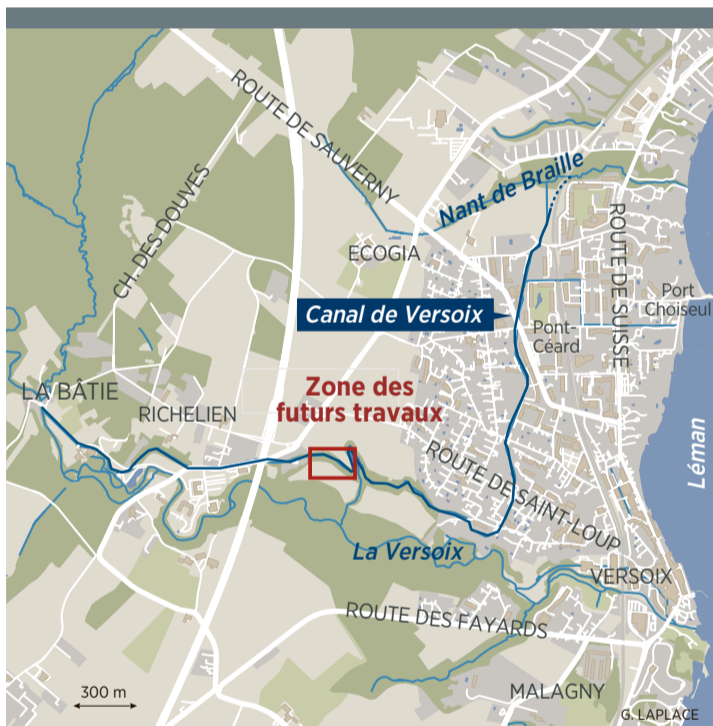 ROUTE DE SAUVERNY
Nant de Braille
CH. DES DOUVES
ECOGIA
ROUTE DE SUISSE
Port
Choiseul
Canal de Versoix
Pont-
Céard
LA BÂTIE
RICHELIEN
Zone des
futurs travaux
Léman
ROUTE DE SAINT-LOUP
La Versoix
VERSOIX
ROUTE DES FAYARDS
MALAGNY
300 m
G. LAPLACE